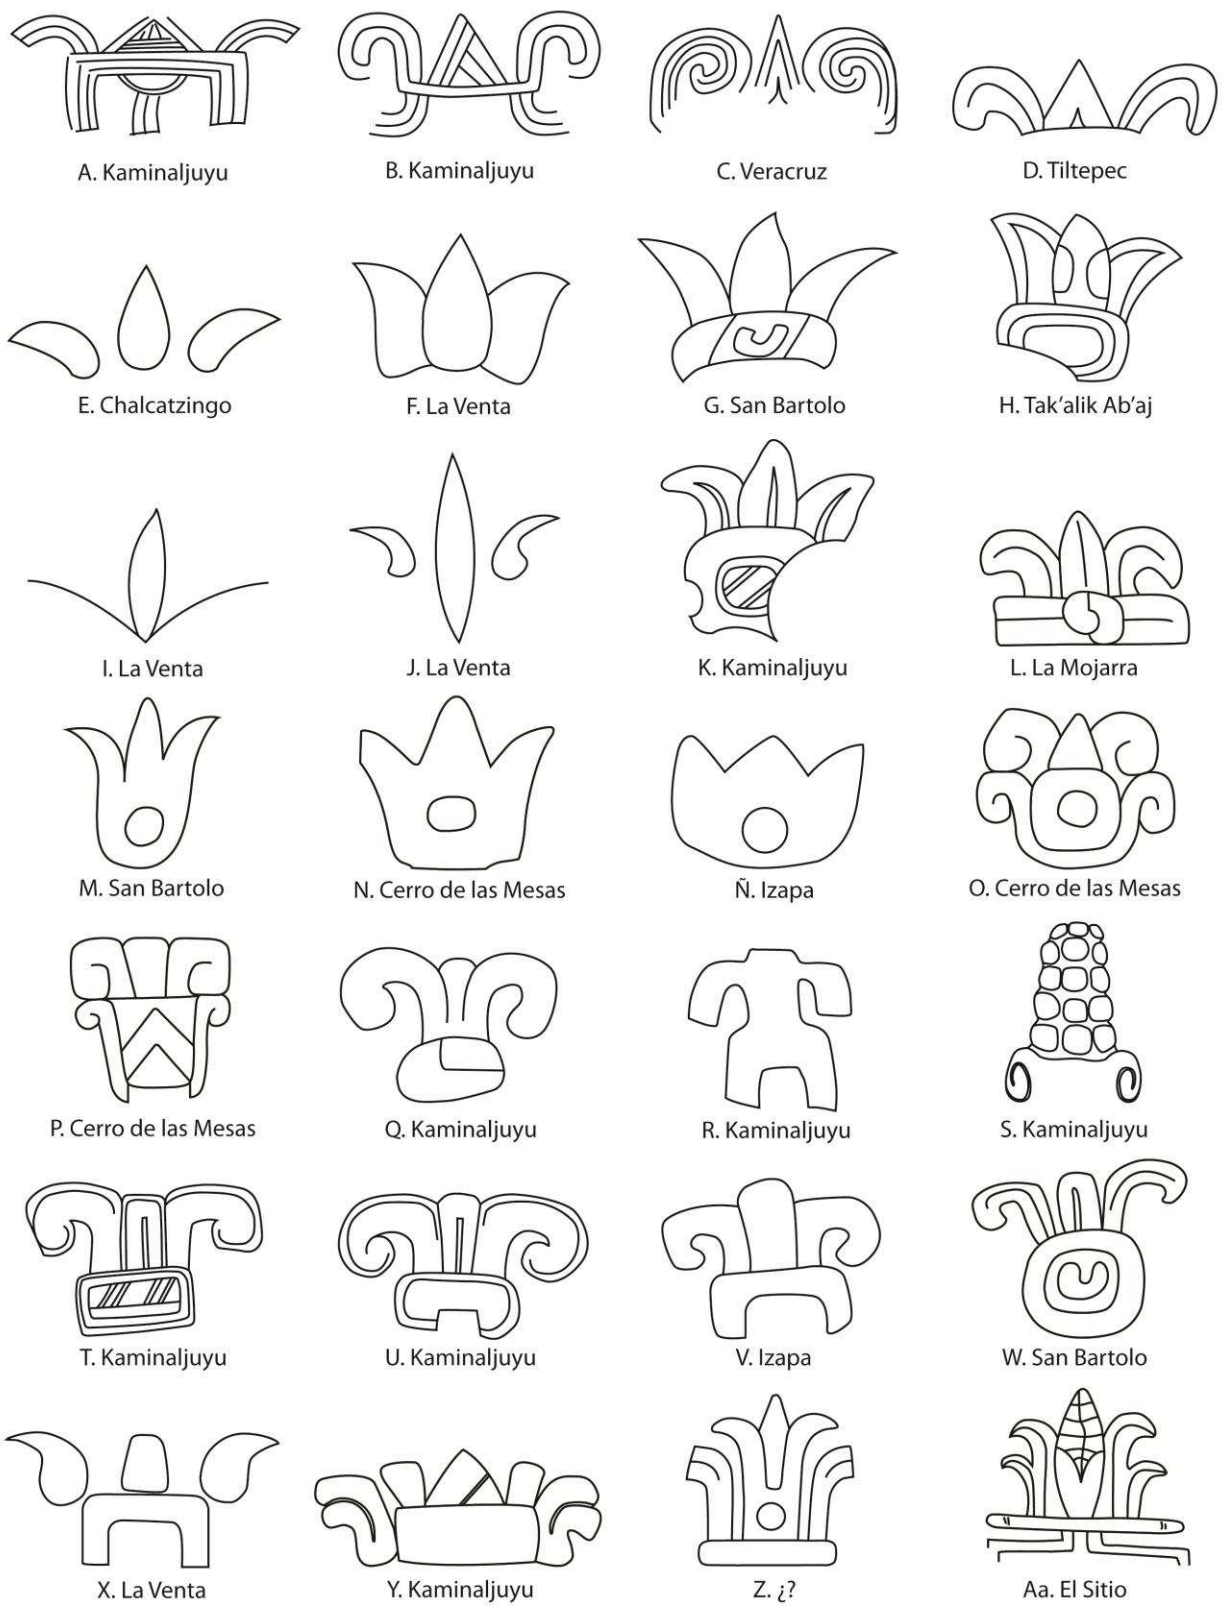 A. Kaminaljuyu
B. Kaminaljuyu
C. Veracruz
D. Tiltepec
E. Chalcatzingo
F. La Venta
G. San Bartolo
H. Tak’alik Ab’aj
I. La Venta
J. La Venta
K. Kaminaljuyu
L. La Mojarra
M. San Bartolo
N. Cerro de las Mesas
Ñ. Izapa
O. Cerro de las Mesas
P. Cerro de las Mesas
Q. Kaminaljuyu
R. Kaminaljuyu
S. Kaminaljuyu
T. Kaminaljuyu
U. Kaminaljuyu
V. Izapa
W. San Bartolo
X. La Venta
Y. Kaminaljuyu
Z. ¿?
Aa. El Sitio